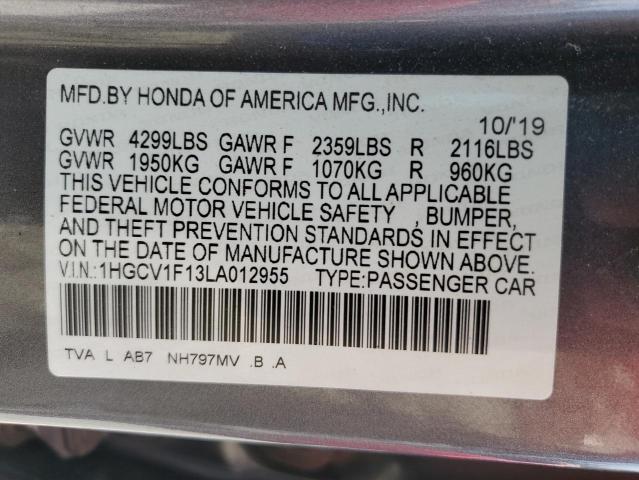 MFD.BY HONDA OF AMERICA MFG.,INC.
10/'19
GVWR 4299LBS GAWR F 2359LBS R 2116LBS
GVWR 1950KG GAWR F 1070KG R 960KG
THIS VEHICLE CONFORMS TO ALL APPLICABLE
FEDERAL MOTOR VEHICLE SAFETY , BUMPER,
AND THEFT PREVENTION STANDARDS IN EFFECT
ON THE DATE OF MANUFACTURE SHOWN ABOVE.
V.I.N.:1HGCV1F13LA012955 TYPE:PASSENGER CAR
TVA L AB7 NH797MV .B .A